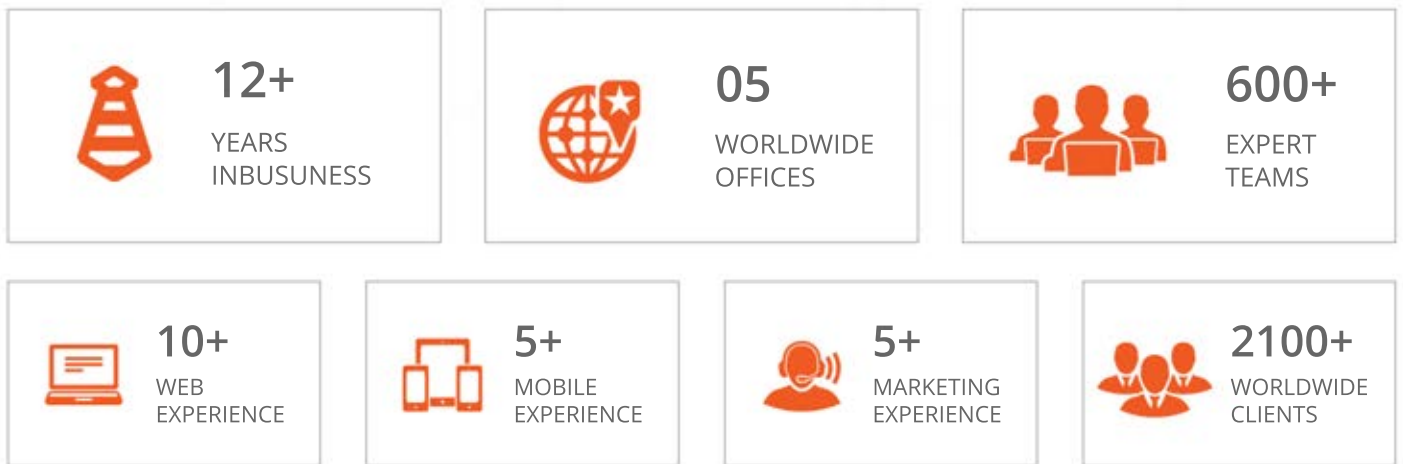 12+
YEARS
INBUSUNESS
05
WORLDWIDE
OFFICES
600+
EXPERT
TEAMS
10+
WEB
EXPERIENCE
5+
MOBILE
EXPERIENCE
5+
MARKETING
EXPERIENCE
2100+
WORLDWIDE
CLIENTS